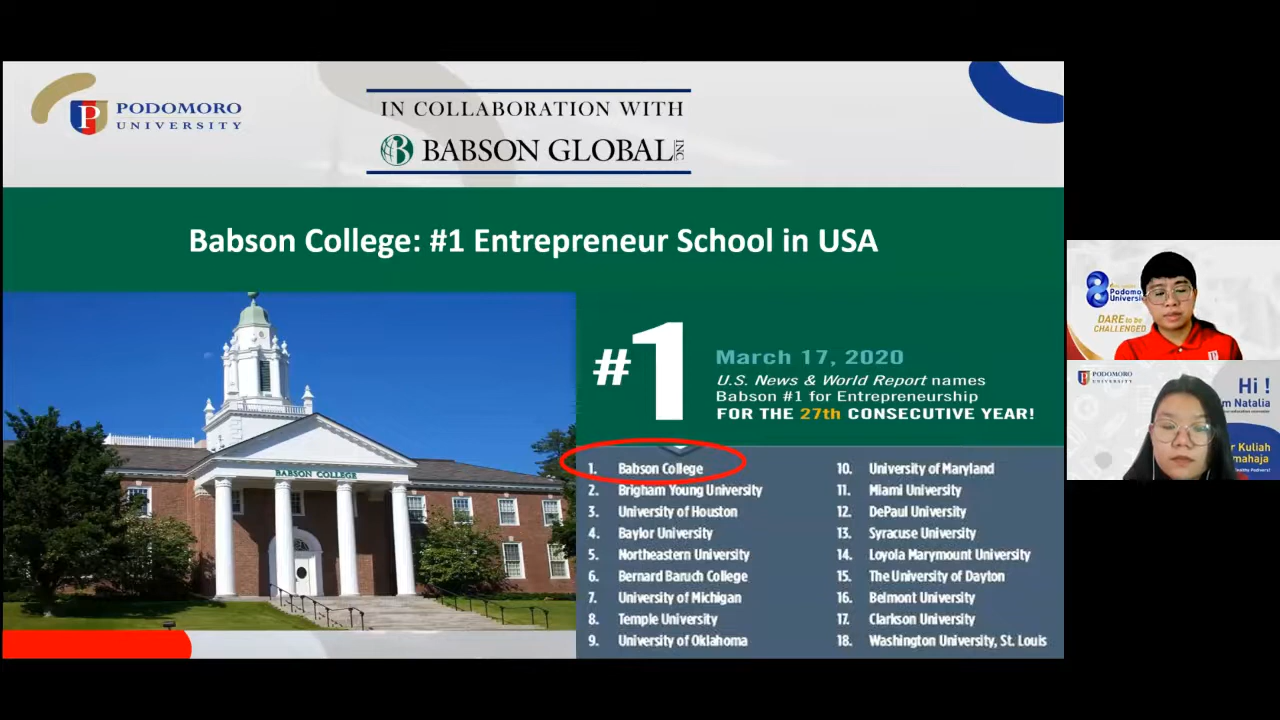 PODOMORO
UNIVERSITY
IN COLLABORATION WITH
BABSON GLOBAL INC
Babson College: #1 Entrepreneur School in USA
BABSON COLLEGE
#1
March 17, 2020
U.S. News & World Report names
Babson #1 for Entrepreneurship
FOR THE 27th CONSECUTIVE YEAR!
1. Babson College
2. Brigham Young University
3. University of Houston
4. Baylor University
5. Northeastern University
6. Bernard Baruch College
7. University of Michigan
8. Temple University
9. University of Oklahoma
10. University of Maryland
11. Miami University
12. DePaul University
13. Syracuse University
14. Loyola Marymount University
15. The University of Dayton
16. Belmont University
17. Clarkson University
18. Washington University, St. Louis
8
Podomo
Universi
DARE to be
CHALLENGED
PODOMORO
UNIVERSITY
Hi !
m Natalia
r Kuliah
mahaja